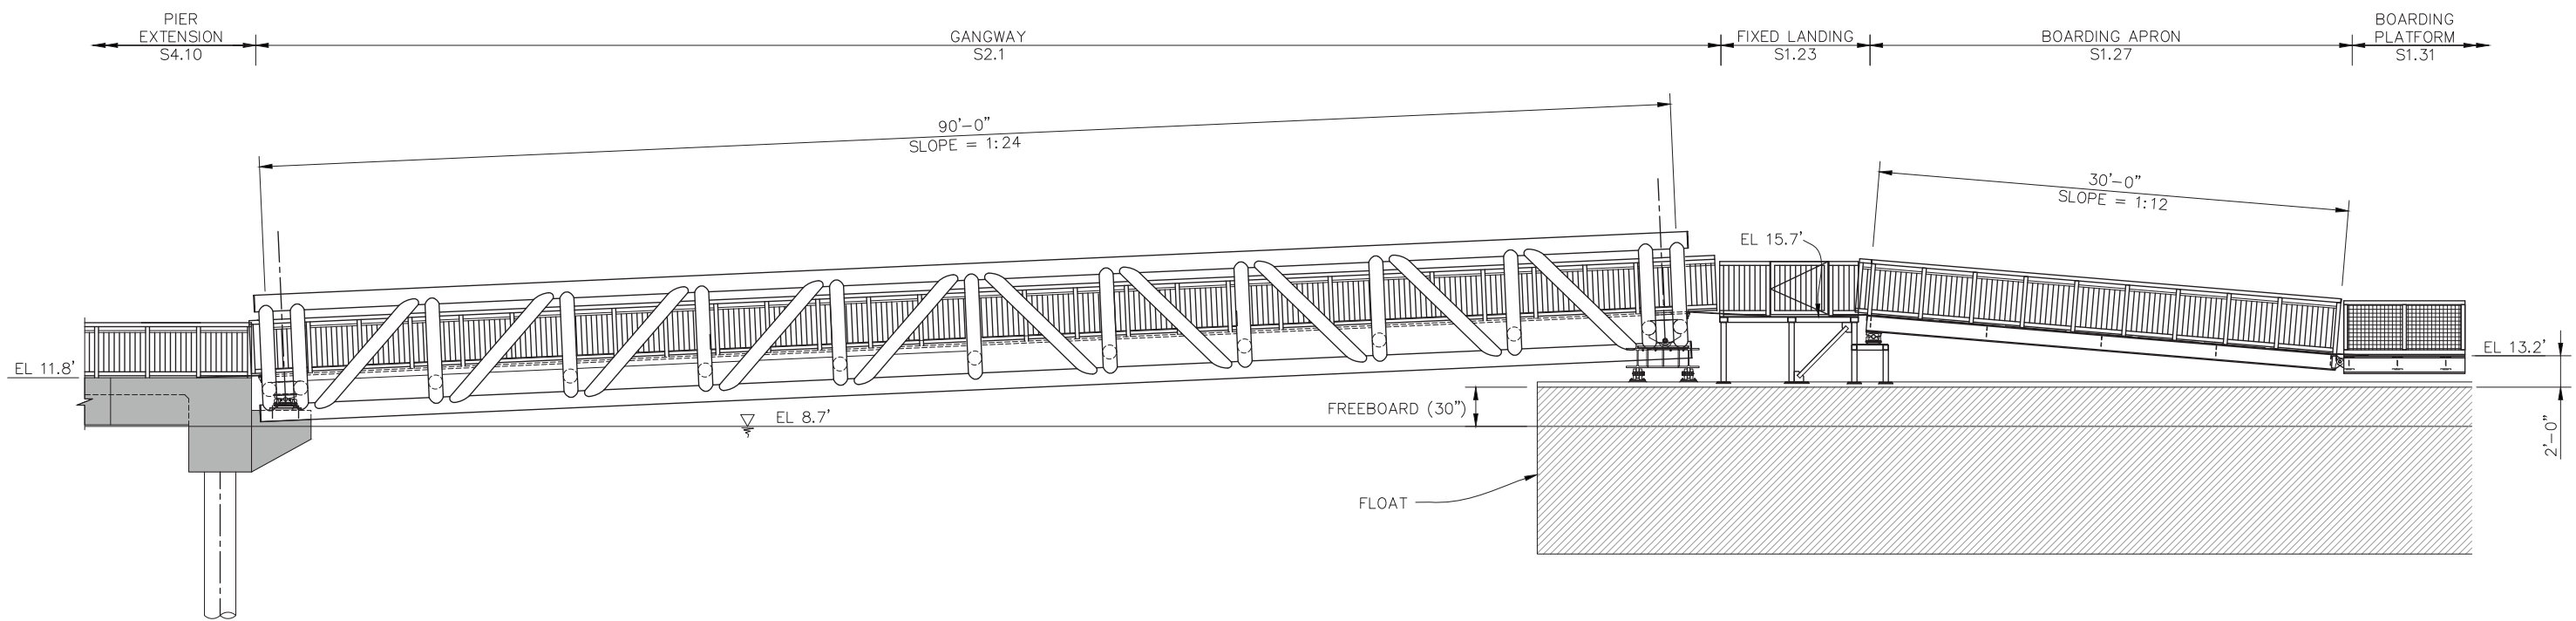 PIER
EXTENSION
S4.10
GANGWAY
S2.1
FIXED LANDING
S1.23
BOARDING APRON
S1.27
BOARDING
PLATFORM
S1.31
90'-0"
SLOPE = 1:24
30'-0"
SLOPE = 1:12
EL 15.7'
EL 11.8'
EL 13.2'
FREEBOARD (30")
EL 8.7'
2'-0"
FLOAT